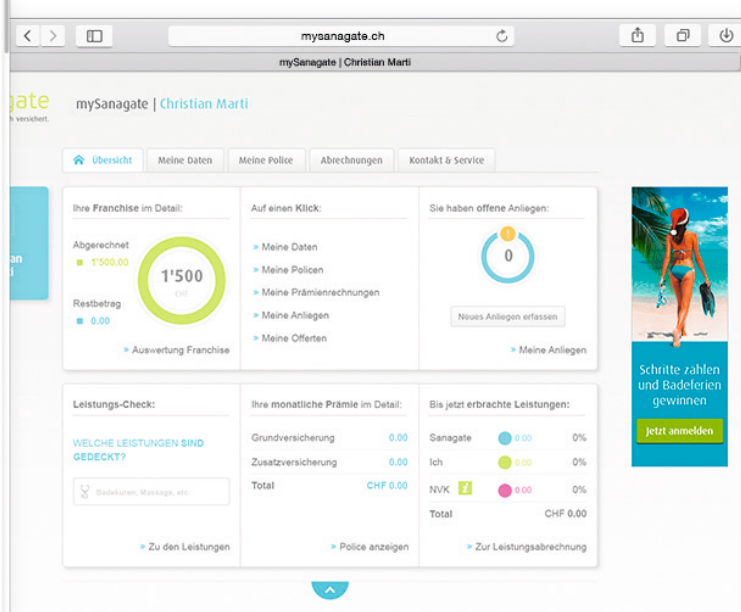 mysanagate.ch
mySanagate | Christian Marti
gate
h versichert.
mySanagate | Christian Marti
Übersicht
Meine Daten
Meine Police
Abrechnungen
Kontakt & Service
an
i
Ihre Franchise im Detail:
Abgerechnet
1'500.00
1'500
CHF
Restbetrag
0.00
» Auswertung Franchise
Auf einen Klick:
» Meine Daten
» Meine Policen
» Meine Prämienrechnungen
» Meine Anliegen
» Meine Offerten
Sie haben offene Anliegen:
!
0
Neues Anliegen erfassen
» Meine Anliegen
Leistungs-Check:
WELCHE LEISTUNGEN SIND
GEDECKT?
Badekuren, Massage, etc.
» Zu den Leistungen
Ihre monatliche Prämie im Detail:
Grundversicherung 0.00
Zusatzversicherung 0.00
Total CHF 0.00
» Police anzeigen
Bis jetzt erbrachte Leistungen:
Sanagate 0.00 0%
Ich 0.00 0%
NVK i 0.00 0%
Total CHF 0.00
» Zur Leistungsabrechnung
Schritte zählen
und Badeferien
gewinnen
Jetzt anmelden